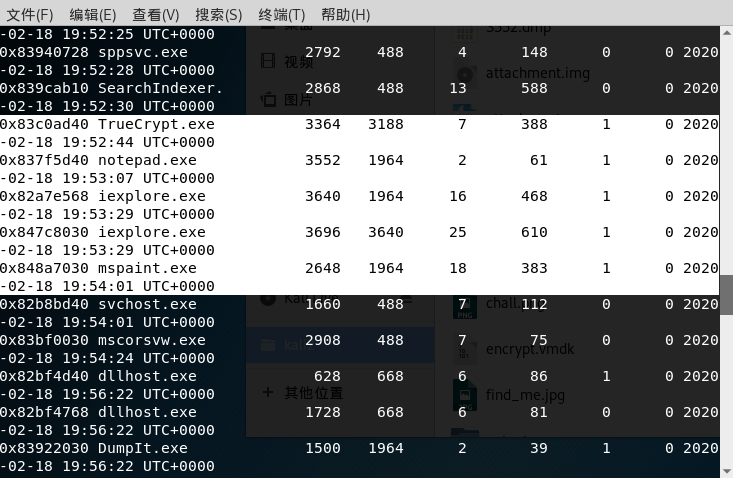 文件(F) 编辑(E) 查看(V) 搜索(S) 终端(T) 帮助(H)
-02-18 19:52:25 UTC+0000
0x83940728 sppsvc.exe 2792 488 4 148 0 0 2020
-02-18 19:52:28 UTC+0000
0x839cab10 SearchIndexer. 2868 488 13 588 0 0 2020
-02-18 19:52:30 UTC+0000
0x83c0ad40 TrueCrypt.exe 3364 3188 7 388 1 0 2020
-02-18 19:52:44 UTC+0000
0x837f5d40 notepad.exe 3552 1964 2 61 1 0 2020
-02-18 19:53:07 UTC+0000
0x82a7e568 iexplore.exe 3640 1964 16 468 1 0 2020
-02-18 19:53:29 UTC+0000
0x847c8030 iexplore.exe 3696 3640 25 610 1 0 2020
-02-18 19:53:29 UTC+0000
0x848a7030 mspaint.exe 2648 1964 18 383 1 0 2020
-02-18 19:54:01 UTC+0000
0x82b8bd40 svchost.exe 1660 488 7 112 0 0 2020
-02-18 19:54:01 UTC+0000
0x83bf0030 mscorsvw.exe 2908 488 7 75 0 0 2020
-02-18 19:54:24 UTC+0000
0x82bf4d40 dllhost.exe 628 668 6 86 1 0 2020
-02-18 19:56:22 UTC+0000
0x82bf4768 dllhost.exe 1728 668 6 81 0 0 2020
-02-18 19:56:22 UTC+0000
0x83922030 DumpIt.exe 1500 1964 2 39 1 0 2020
-02-18 19:56:22 UTC+0000
视频
图片
其他位置
3552.dmp
attachment.img
encrypt.vmdk
find_me.jpg